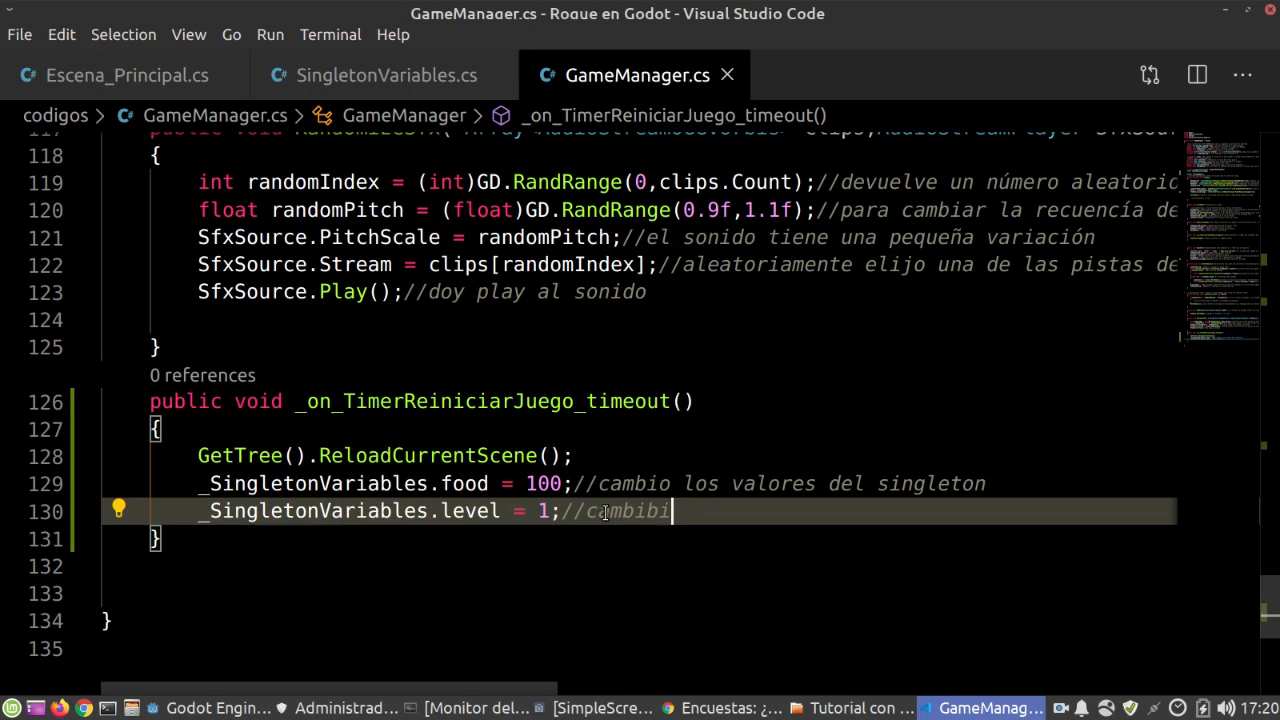 GameManager.cs - Rogue en Godot - Visual Studio Code
File Edit Selection View Go Run Terminal Help
Escena_Principal.cs SingletonVariables.cs GameManager.cs
codigos > GameManager.cs > GameManager > _on_TimerReiniciarJuego_timeout()
118 {
119 int randomIndex = (int)GD.RandRange(0,clips.Count);//devuelve un número aleatorio
120 float randomPitch = (float)GD.RandRange(0.9f,1.1f);//para cambiar la recuencía de
121 SfxSource.PitchScale = randomPitch;//el sonido tiene una pequeña variación
122 SfxSource.Stream = clips[randomIndex];//aleatoriamente elijo una de las pistas de
123 SfxSource.Play();//doy play al sonido
124
125 }
0 references
126 public void _on_TimerReiniciarJuego_timeout()
127 {
128 GetTree().ReloadCurrentScene();
129 _SingletonVariables.food = 100;//cambio los valores del singleton
130 _SingletonVariables.level = 1;//cambibi
131 }
132
133
134 }
135
Godot Engin... Administrad... [Monitor del... [SimpleScre... Encuestas: ¿... Tutorial con ... GameManag... 17:20